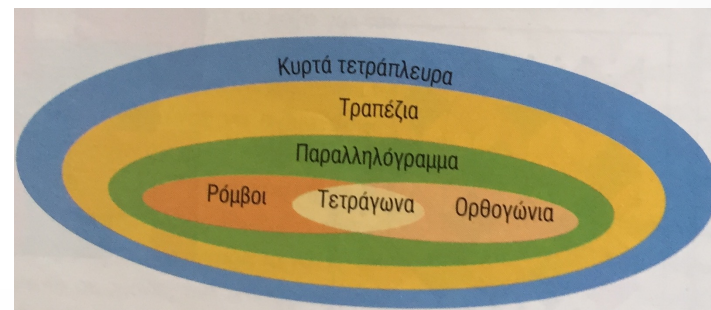 Κυρτά τετράπλευρα
Τραπέζια
Παραλληλόγραμμα
Ρόμβοι
Τετράγωνα
Ορθογώνια